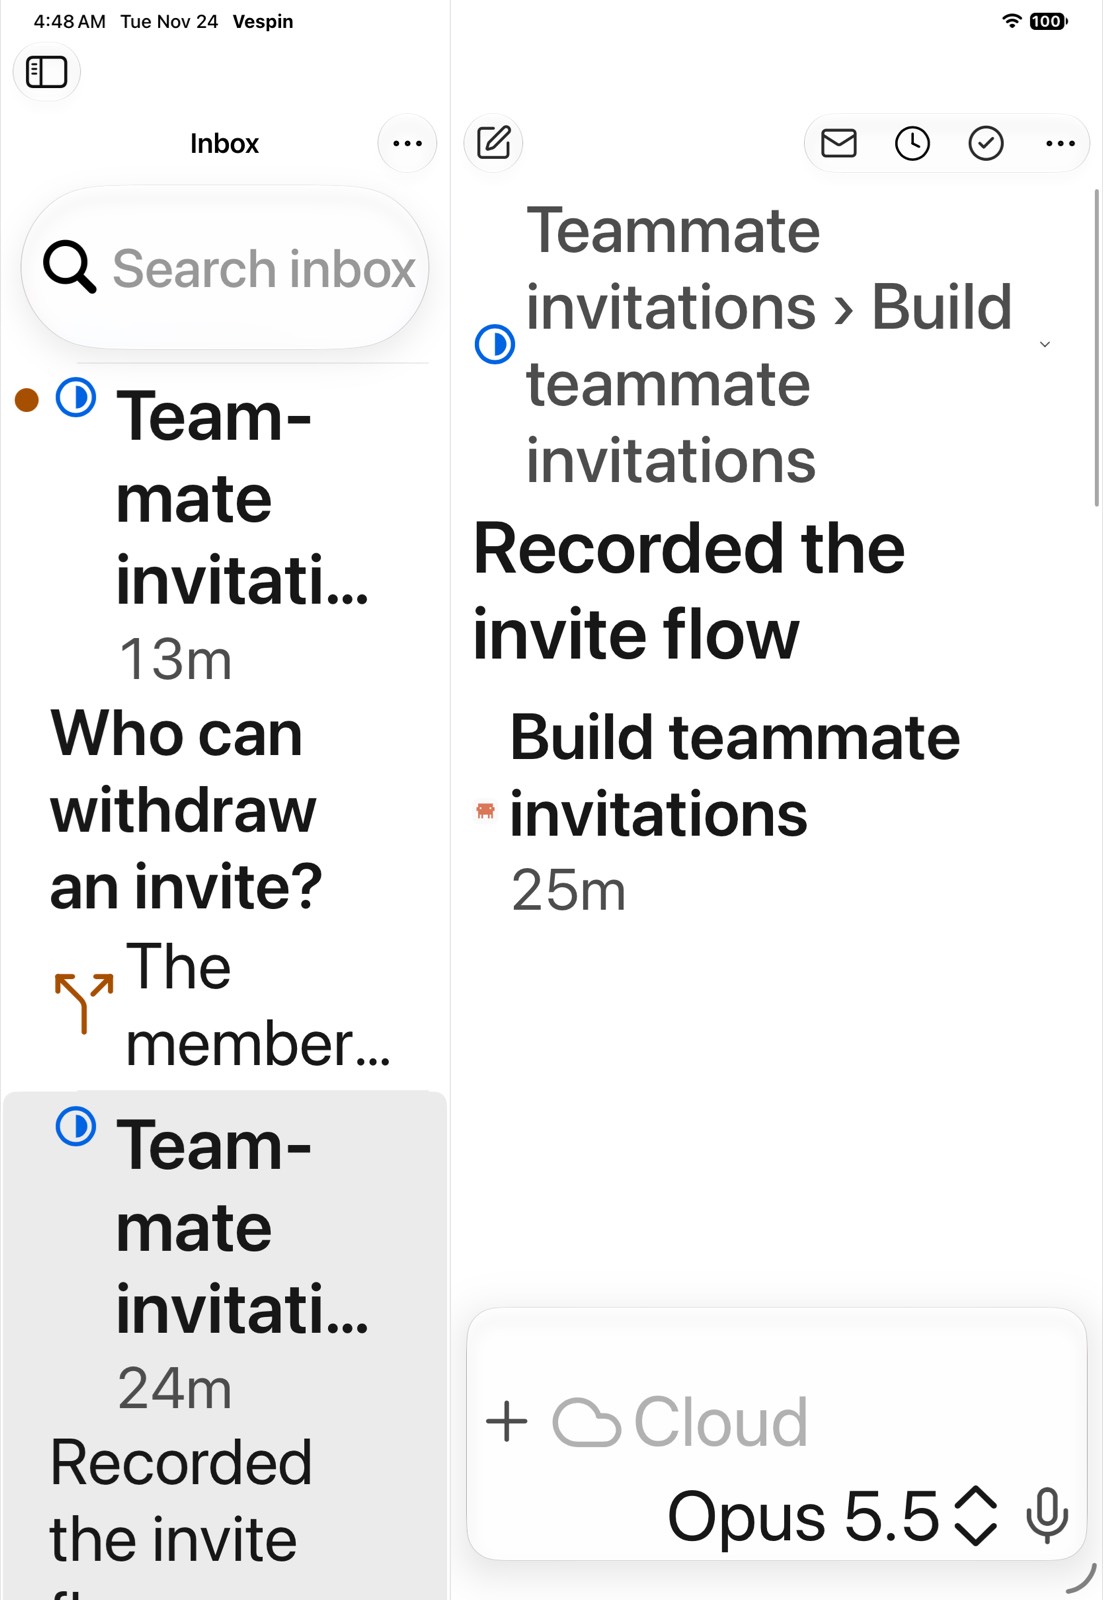 4:48 AM Tue Nov 24 Vespin
100
Inbox
Search inbox
Team-
mate
invitati...
13m
Who can
withdraw
an invite?
The
member...
Team-
mate
invitati...
24m
Recorded
the invite
Teammate
invitations › Build
teammate
invitations
Recorded the
invite flow
Build teammate
invitations
25m
Cloud
Opus 5.5